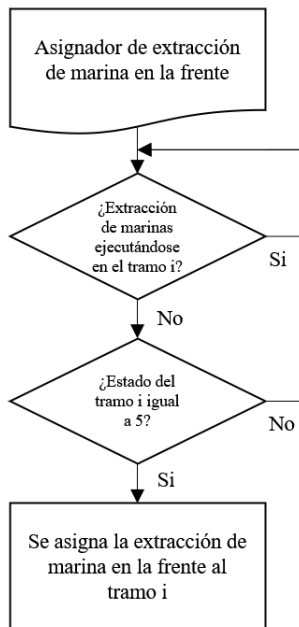 Asignador de extracción
de marina en la frente
¿Extracción
de marinas
ejecutándose
en el tramo i?
Si
No
¿Estado del
tramo i igual
a 5?
No
Si
Se asigna la extracción de
marina en la frente al
tramo i